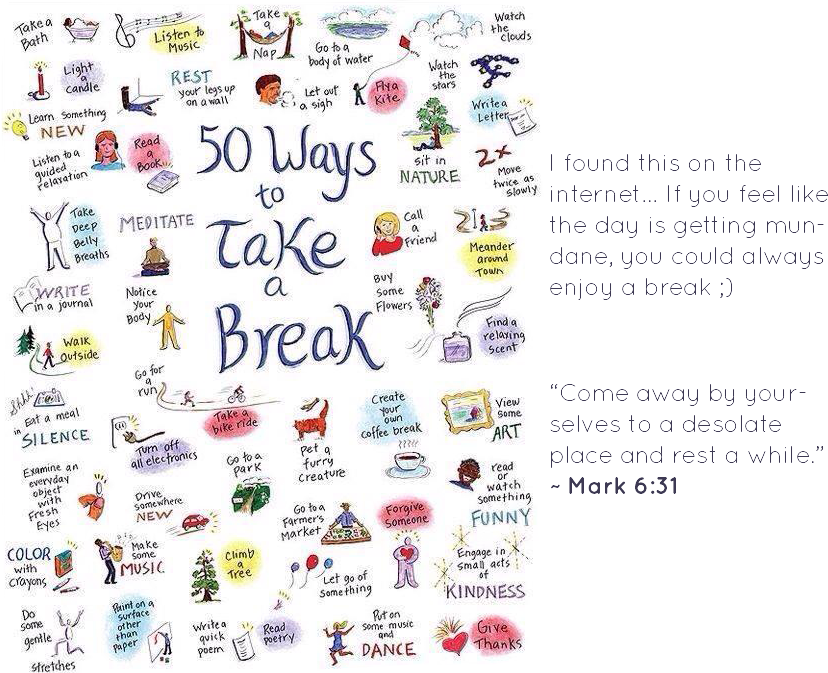 Take a
Bath
Listen to
Music
Take
a
Nap
Go to a
body of water
Watch
the
clouds
Light
a
candle
REST
your legs up
on a wall
Let out
a sigh
Fly a
Kite
Watch
the
stars
Write a
Letter
Learn Something
NEW
Listen to a
guided
relaxation
Read
a
Book
50 Ways
to
Take
a
Break
sit in
NATURE
2x
Move
twice as
slowly
Take
Deep
Belly
Breaths
MEDITATE
Call
a
Friend
Meander
around
Town
WRITE
in a journal
Notice
your
Body
Buy
Some
Flowers
Find a
relaxing
Scent
Walk
Outside
Go for
a
run
Shhh!
Eat a meal
in
SILENCE
Turn off
all electronics
Take a
bike ride
Pet a
furry
creature
Create
your
own
coffee break
View
some
ART
Examine an
everyday
object
with
Fresh
Eyes
Drive
somewhere
NEW
Go to a
park
Go to a
Farmer's
Market
Forgive
Someone
read
or
watch
something
FUNNY
COLOR
with
Crayons
Make
some
MUSIC
Climb
a
Tree
Let go of
Something
Engage in
small acts
of
KINDNESS
Do
Some
gentle
stretches
Paint on a
surface
other
than
paper
Write a
quick
poem
Read
poetry
Put on
some music
and
DANCE
Give
Thanks
I found this on the
internet... If you feel like
the day is getting mun-
dane, you could always
enjoy a break ;)
“Come away by your-
selves to a desolate
place and rest a while.”
~ Mark 6:31